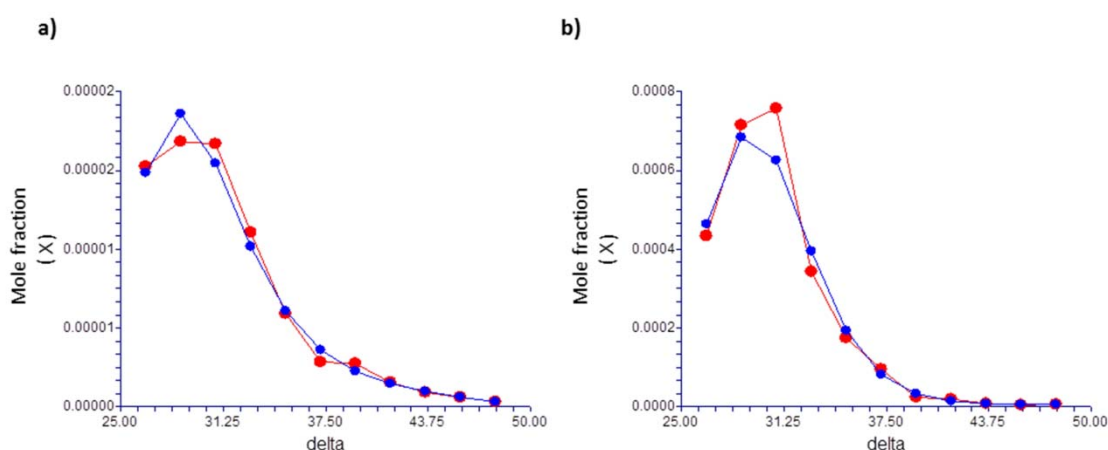 a)
0.00002
0.00002
0.00001
0.00001
0.00000
Mole fraction
( X)
25.00 31.25 37.50 43.75 50.00
delta
b)
0.0008
0.0006
0.0004
0.0002
0.0000
Mole fraction
( X)
25.00 31.25 37.50 43.75 50.00
delta